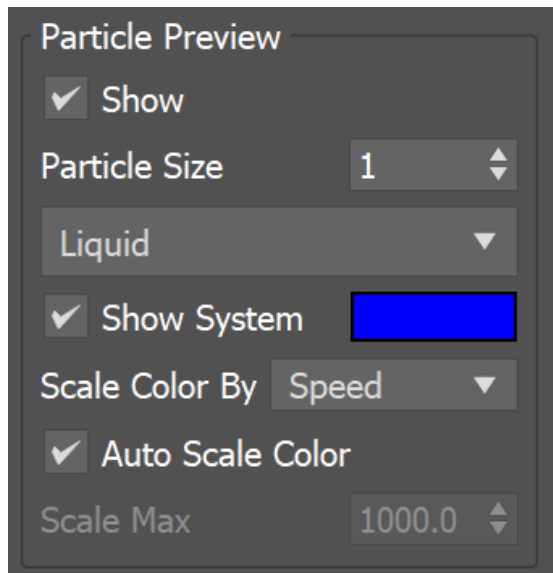 Particle Preview
Show
Particle Size 1
Liquid
Show System
Scale Color By Speed
Auto Scale Color
Scale Max 1000.0